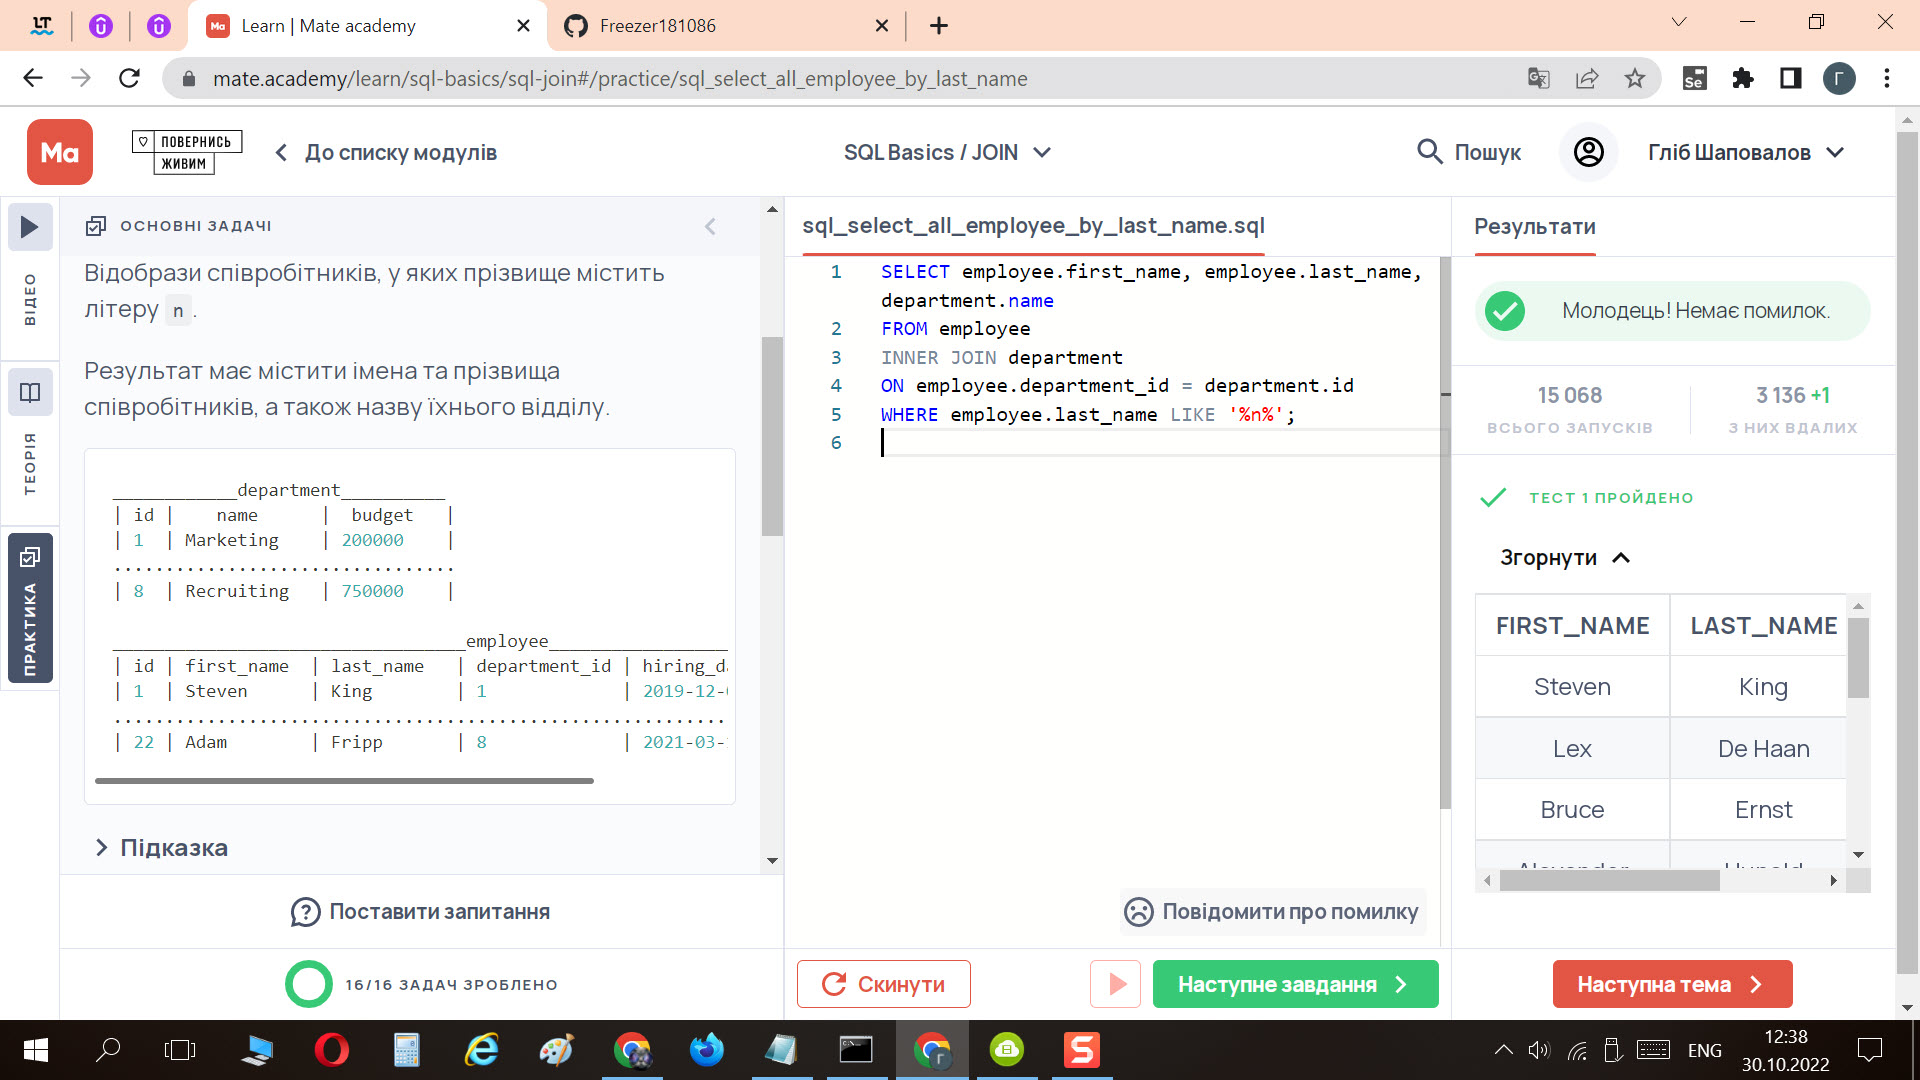 Learn | Mate academy
Freezer181086
mate.academy/learn/sql-basics/sql-join#/practice/sql_select_all_employee_by_last_name
Se
Г
Ma
ПОВЕРНИСЬ
ЖИВИМ
До списку модулів
SQL Basics / JOIN
Пошук
Гліб Шаповалов
ВІДЕО
ТЕОРІЯ
ПРАКТИКА
ОСНОВНІ ЗАДАЧІ
Відобрази співробітників, у яких прізвище містить
літеру n.
Результат має містити імена та прізвища
співробітників, а також назву їхнього відділу.
____________department__________
| id |    name      |  budget   |
| 1  | Marketing    | 200000    |
.................................
| 8  | Recruiting   | 750000    |
__________________________________employee_________________
| id | first_name  | last_name   | department_id | hiring_d
| 1  | Steven      | King        | 1             | 2019-12-
...........................................................
| 22 | Adam        | Fripp       | 8             | 2021-03-
Підказка
Поставити запитання
16/16 ЗАДАЧ ЗРОБЛЕНО
sql_select_all_employee_by_last_name.sql
1 SELECT employee.first_name, employee.last_name,
department.name
2 FROM employee
3 INNER JOIN department
4 ON employee.department_id = department.id
5 WHERE employee.last_name LIKE '%n%';
6
Повідомити про помилку
Скинути
Наступне завдання
Результати
Молодець! Немає помилок.
15 068
ВСЬОГО ЗАПУСКІВ
3 136 +1
З НИХ ВДАЛИХ
ТЕСТ 1 ПРОЙДЕНО
Згорнути
FIRST_NAME LAST_NAME
Steven King
Lex De Haan
Bruce Ernst
Наступна тема
ENG
12:38
30.10.2022